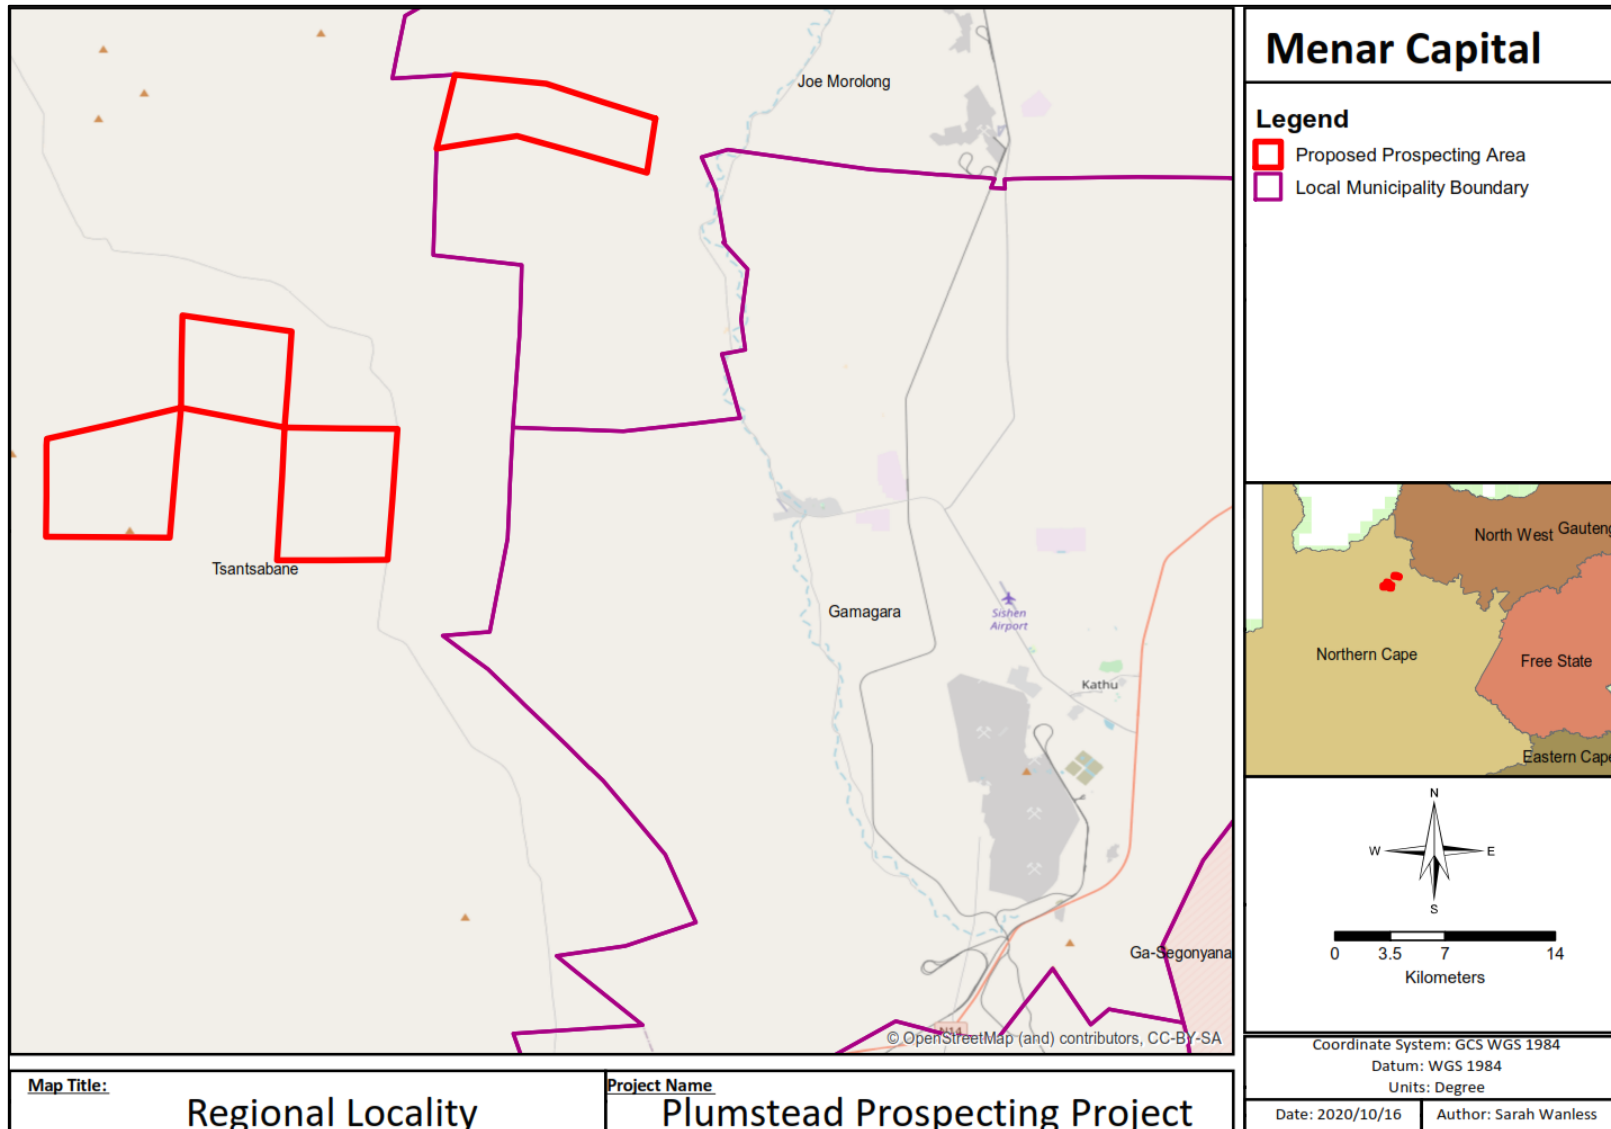 Menar Capital
Legend
Proposed Prospecting Area
Local Municipality Boundary
Joe Morolong
Tsantsabane
Gamagara
Sishen
Airport
Kathu
Ga-Segonyana
N14
© OpenStreetMap (and) contributors, CC-BY-SA
North West
Gauteng
Northern Cape
Free State
Eastern Cape
N
W E
S
0 3.5 7 14
Kilometers
Coordinate System: GCS WGS 1984
Datum: WGS 1984
Units: Degree
Date: 2020/10/16
Author: Sarah Wanless
Map Title:
Regional Locality
Project Name
Plumstead Prospecting Project